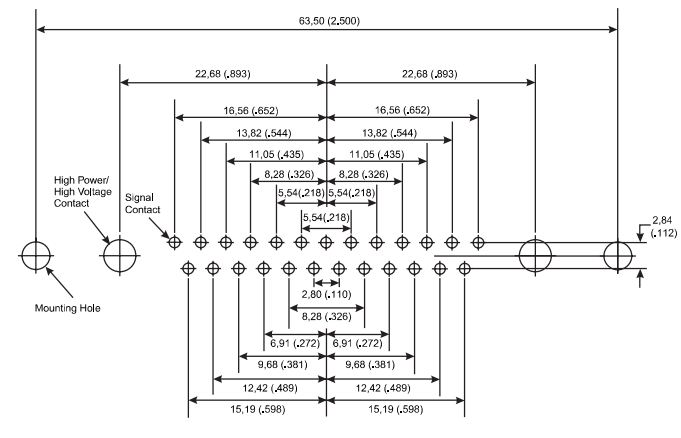 63,50 (2.500)
22,68 (.893) 22,68 (.893)
16,56 (.652) 16,56 (.652)
13,82 (.544) 13,82 (.544)
11,05 (.435) 11,05 (.435)
8,28 (.326) 8,28 (.326)
5,54(.218) 5,54(.218)
5,54(.218)
High Power/
High Voltage
Contact
Signal
Contact
2,84
(.112)
Mounting Hole
2,80 (.110)
8,28 (.326)
6,91 (.272) 6,91 (.272)
9,68 (.381) 9,68 (.381)
12,42 (.489) 12,42 (.489)
15,19 (.598) 15,19 (.598)